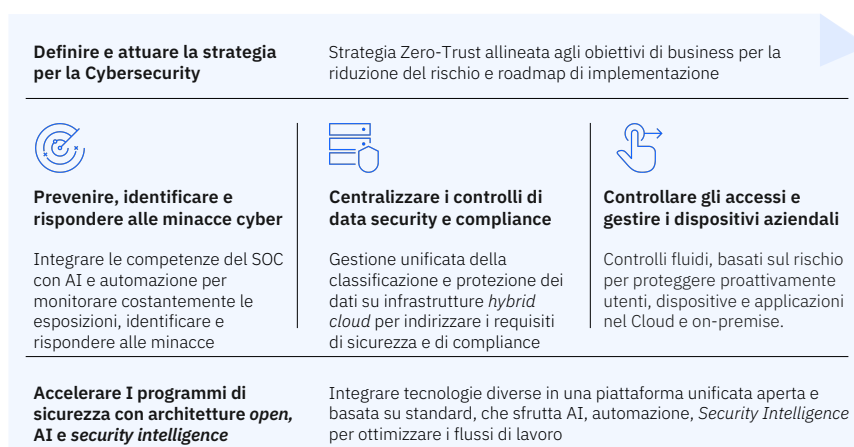 Definire e attuare la strategia
per la Cybersecurity
Strategia Zero-Trust allineata agli obiettivi di business per la
riduzione del rischio e roadmap di implementazione
Prevenire, identificare e
rispondere alle minacce cyber
Integrare le competenze del SOC
con AI e automazione per
monitorare costantemente le
esposizioni, identificare e
rispondere alle minacce
Centralizzare i controlli di
data security e compliance
Gestione unificata della
classificazione e protezione dei
dati su infrastrutture hybrid
cloud per indirizzare i requisiti
di sicurezza e di compliance
Controllare gli accessi e
gestire i dispositivi aziendali
Controlli fluidi, basati sul rischio
per proteggere proattivamente
utenti, dispositive e applicazioni
nel Cloud e on-premise.
Accelerare I programmi di
sicurezza con architetture open,
AI e security intelligence
Integrare tecnologie diverse in una piattaforma unificata aperta e
basata su standard, che sfrutta AI, automazione, Security Intelligence
per ottimizzare i flussi di lavoro